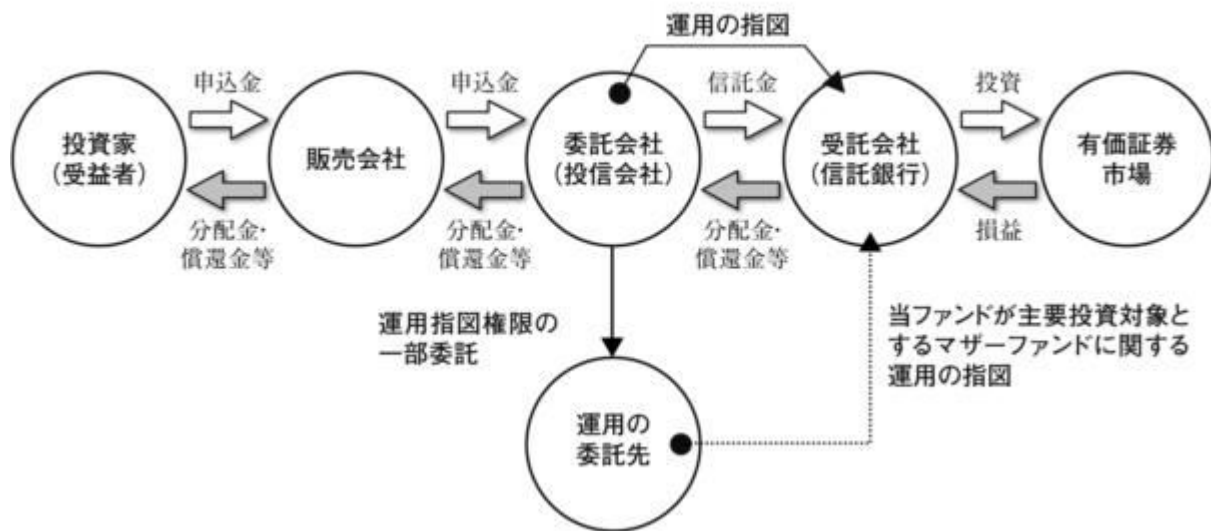 運用の指図
申込金
申込金
信託金
投資
投資家
（受益者）
販売会社
委託会社
（投信会社）
受託会社
（信託銀行）
有価証券
市場
分配金・
償還金等
分配金・
償還金等
分配金・
償還金等
損益
運用指図権限の
一部委託
当ファンドが主要投資対象と
するマザーファンドに関する
運用の指図
運用の
委託先